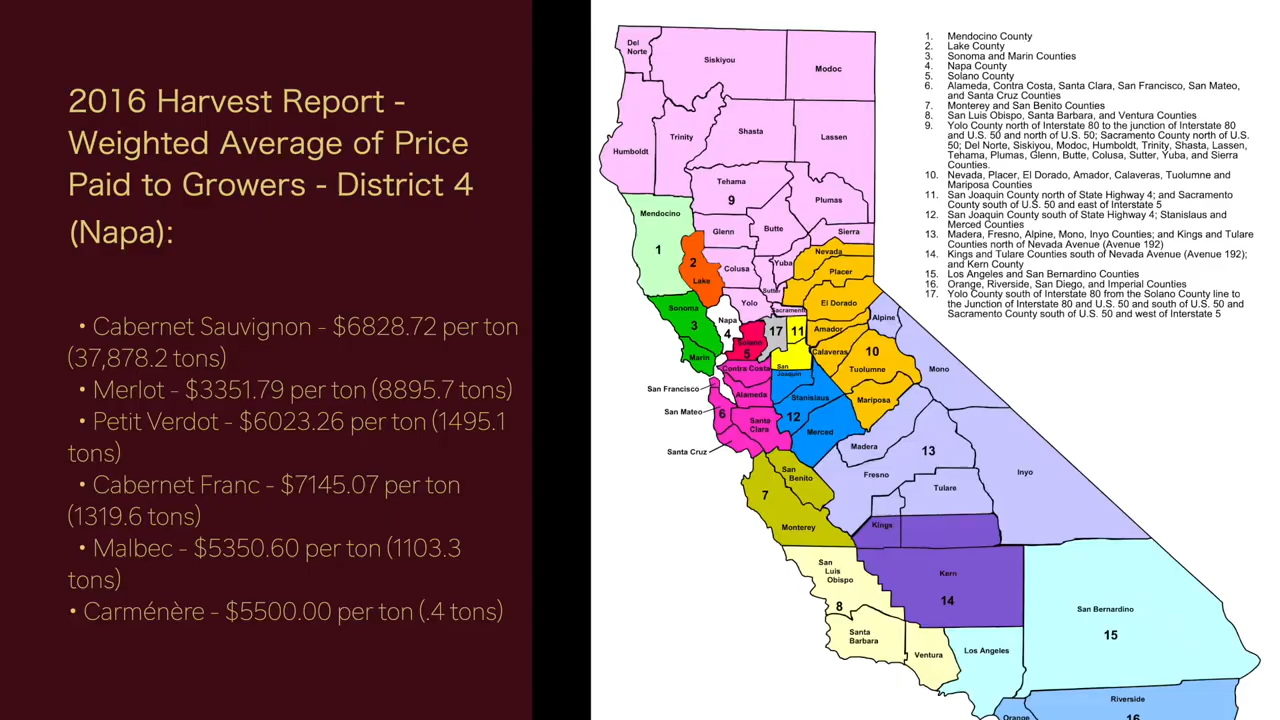 2016 Harvest Report -
Weighted Average of Price
Paid to Growers - District 4
(Napa):
• Cabernet Sauvignon - $6828.72 per ton
(37,878.2 tons)
• Merlot - $3351.79 per ton (8895.7 tons)
• Petit Verdot - $6023.26 per ton (1495.1
tons)
• Cabernet Franc - $7145.07 per ton
(1319.6 tons)
• Malbec - $5350.60 per ton (1103.3
tons)
• Carménère - $5500.00 per ton (.4 tons)
1. Mendocino County
2. Lake County
3. Sonoma and Marin Counties
4. Napa County
5. Solano County
6. Alameda, Contra Costa, Santa Clara, San Francisco, San Mateo,
and Santa Cruz Counties
7. Monterey and San Benito Counties
8. San Luis Obispo, Santa Barbara, and Ventura Counties
9. Yolo County north of Interstate 80 to the junction of Interstate 80
and U.S. 50 and north of U.S. 50; Sacramento County north of U.S.
50; Del Norte, Siskiyou, Modoc, Humboldt, Trinity, Shasta, Lassen,
Tehama, Plumas, Glenn, Butte, Colusa, Sutter, Yuba, and Sierra
Counties.
10. Nevada, Placer, El Dorado, Amador, Calaveras, Tuolumne and
Mariposa Counties
11. San Joaquin County north of State Highway 4; and Sacramento
County south of U.S. 50 and east of Interstate 5
12. San Joaquin County south of State Highway 4; Stanislaus and
Merced Counties
13. Madera, Fresno, Alpine, Mono, Inyo Counties; and Kings and Tulare
Counties north of Nevada Avenue (Avenue 192)
14. Kings and Tulare Counties south of Nevada Avenue (Avenue 192);
and Kern County
15. Los Angeles and San Bernardino Counties
16. Orange, Riverside, San Diego, and Imperial Counties
17. Yolo County south of Interstate 80 from the Solano County line to
the Junction of Interstate 80 and U.S. 50 and south of U.S. 50 and
Sacramento County south of U.S. 50 and west of Interstate 5
Del
Norte
Siskiyou
Modoc
Humboldt
Trinity
Shasta
Lassen
Tehama
9
Plumas
Mendocino
1
Glenn
Butte
Sierra
2
Lake
Colusa
Yuba
Sutter
Nevada
Placer
Sonoma
3
Marin
Napa
4
Yolo
Sacramento
El Dorado
17
11
Amador
Alpine
Solano
5
Calaveras
10
Tuolumne
Mono
Contra Costa
San
Joaquin
San Francisco
Alameda
Stanislaus
Mariposa
San Mateo
6
Santa
Clara
12
Merced
Santa Cruz
Madera
13
San
Benito
Fresno
Inyo
7
Tulare
Monterey
Kings
San
Luis
Obispo
Kern
8
14
San Bernardino
15
Santa
Barbara
Ventura
Los Angeles
Riverside
Orange
16